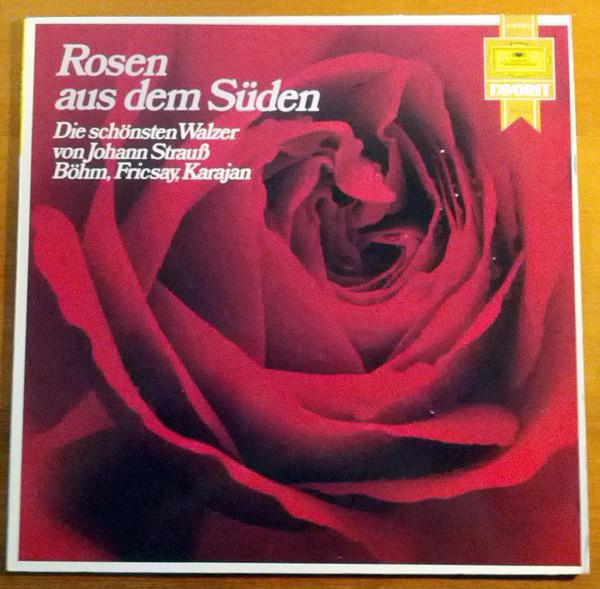 Rosen
aus dem Süden
Die schönsten Walzer
von Johann Strauß
Böhm, Fricsay, Karajan
FAVORIT